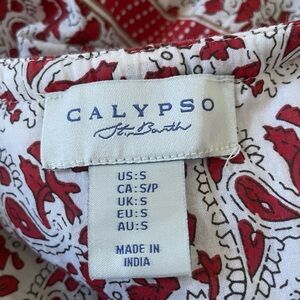 CALYPSO
St. Barth
US:S
CA:S/P
UK:S
EU:S
AU:S
MADE IN
INDIA